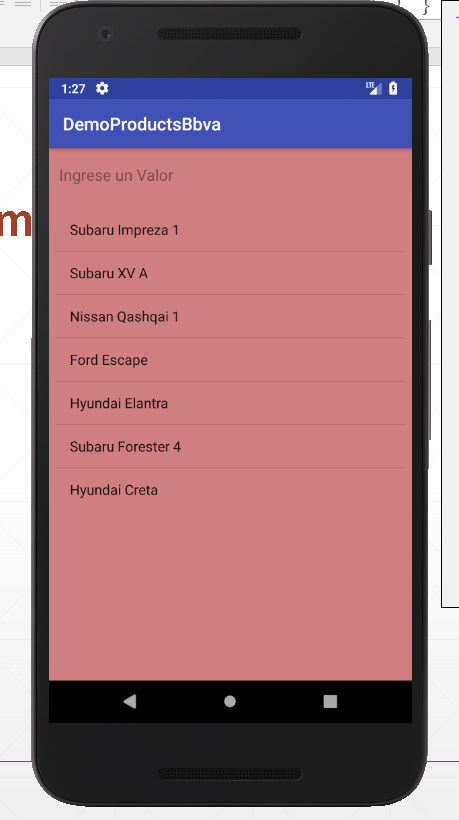 }
1:27 LTE
DemoProductsBbva
Ingrese un Valor
m
Subaru Impreza 1
Subaru XV A
Nissan Qashqai 1
Ford Escape
Hyundai Elantra
Subaru Forester 4
Hyundai Creta